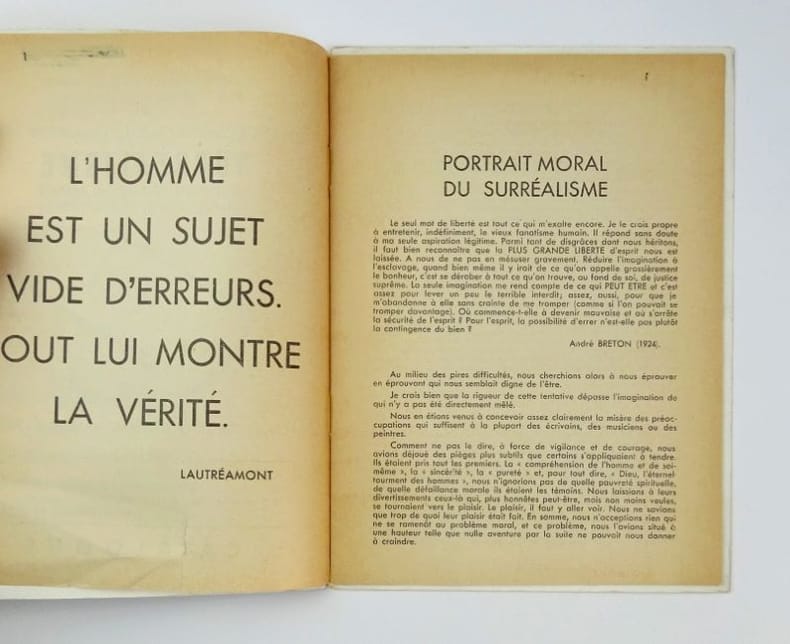 L'HOMME
EST UN SUJET
VIDE D'ERREURS.
OUT LUI MONTRE
LA VÉRITÉ.
LAUTRÉAMONT
PORTRAIT MORAL
DU SURRÉALISME
Le seul mot de liberté est tout ce qui m'exalte encore. Je le crois propre
à entretenir, indéfiniment, le vieux fanatisme humain. Il répond sans doute
à ma seule aspiration légitime. Parmi tant de disgrâces dont nous héritons,
il faut bien reconnaître que la PLUS GRANDE LIBERTE d'esprit nous est
laissée. A nous de ne pas en mésuser gravement. Réduire l'imagination à
l'esclavage, quand bien même il y irait de ce qu'on appelle grossièrement
le bonheur, c'est se dérober à tout ce qu'on trouve, au fond de soi, de justice
suprême. La seule imagination me rend compte de ce qui PEUT ETRE et c'est
assez pour lever un peu le terrible interdit; assez, aussi, pour que je
m'abandonne à elle sans crainte de me tromper (comme si l'on pouvait se
tromper davantage). Où commence-t-elle à devenir mauvaise et où s'arrête
la sécurité de l'esprit ? Pour l'esprit, la possibilité d'errer n'est-elle pas plutôt
la contingence du bien ?
André BRETON (1924).
Au milieu des pires difficultés, nous cherchions alors à nous éprouver
en éprouvant qui nous semblait digne de l'être.
Je crois bien que la rigueur de cette tentative dépasse l'imagination de
qui n'y a pas été directement mêlé.
Nous en étions venus à concevoir assez clairement la misère des préoc-
cupations qui suffisent à la plupart des écrivains, des musiciens ou des
peintres.
Comment ne pas le dire, à force de vigilance et de courage, nous
avions déjoué des pièges plus subtils que certains s'appliquaient à tendre.
Ils étaient pris tout les premiers. La « compréhension de l'homme et de soi-
même », la « sincérité », la « pureté » et, pour tout dire, « Dieu, l'éternel
tourment des hommes », nous n'ignorions pas de quelle pauvreté spirituelle,
de quelle défaillance morale ils étaient les témoins. Nous laissions à leurs
divertissements ceux-là qui, plus honnêtes peut-être, mais non moins veules,
se tournaient vers le plaisir. Le plaisir, il faut y aller voir. Nous ne savions
que trop de quoi leur plaisir était fait. En somme, nous n'acceptions rien qui
ne se ramenât au problème moral, et ce problème, nous l'avions situé à
une hauteur telle que nulle aventure par la suite ne pouvait nous donner
à craindre.